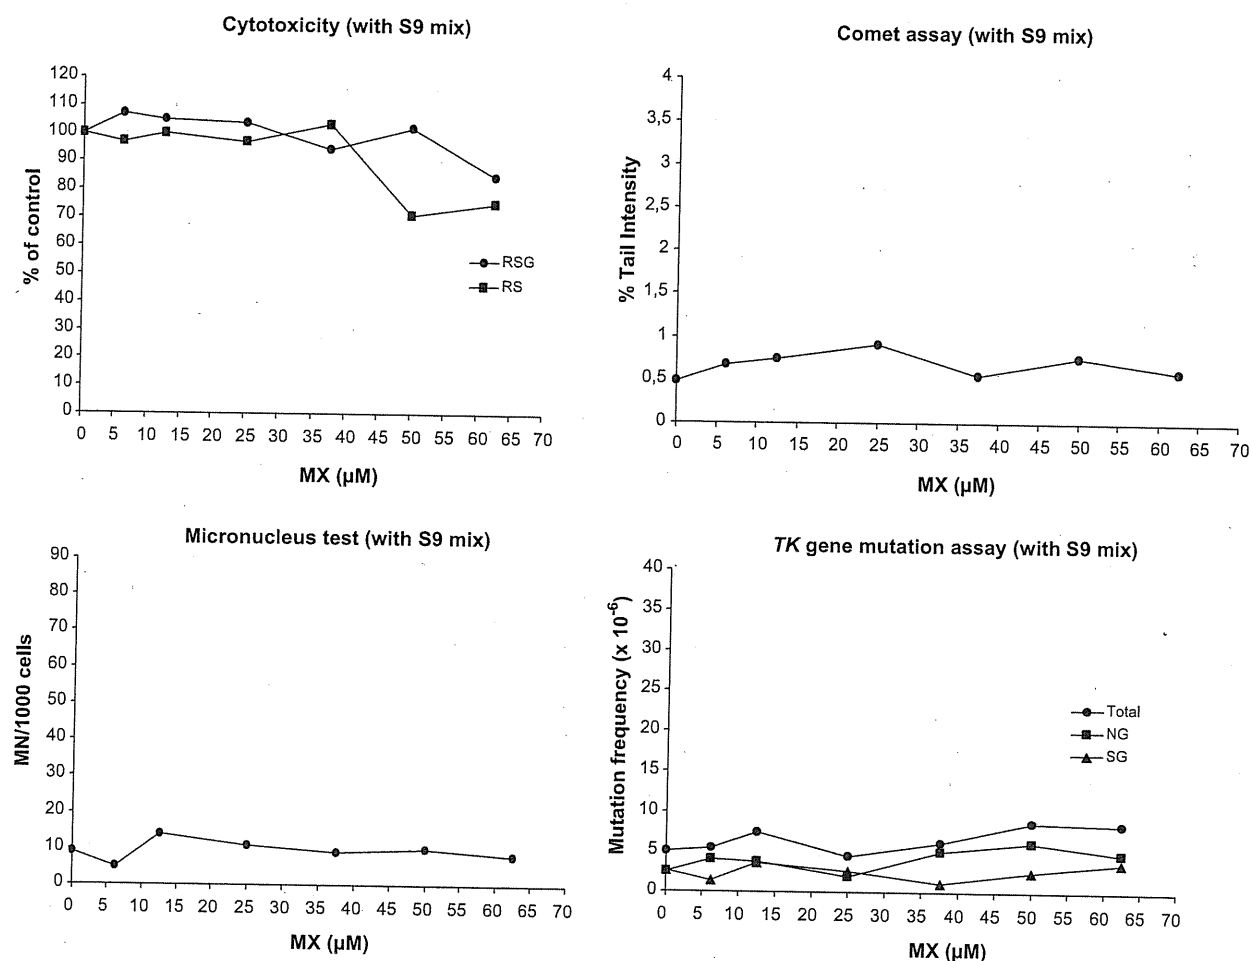 Cytotoxicity (with S9 mix)
120
110
100
90
80
70
60
50
40
30
20
10
0
% of control
RSG
RS
0 5 10 15 20 25 30 35 40 45 50 55 60 65 70
MX (µM)
Comet assay (with S9 mix)
4
3,5
3
2,5
2
1,5
1
0,5
0
% Tail Intensity
0 5 10 15 20 25 30 35 40 45 50 55 60 65 70
MX (µM)
Micronucleus test (with S9 mix)
90
80
70
60
50
40
30
20
10
0
MN/1000 cells
0 5 10 15 20 25 30 35 40 45 50 55 60 65 70
MX (µM)
TK gene mutation assay (with S9 mix)
40
35
30
25
20
15
10
5
0
Mutation frequency (x 10⁻⁶)
Total
NG
SG
0 5 10 15 20 25 30 35 40 45 50 55 60 65 70
MX (µM)